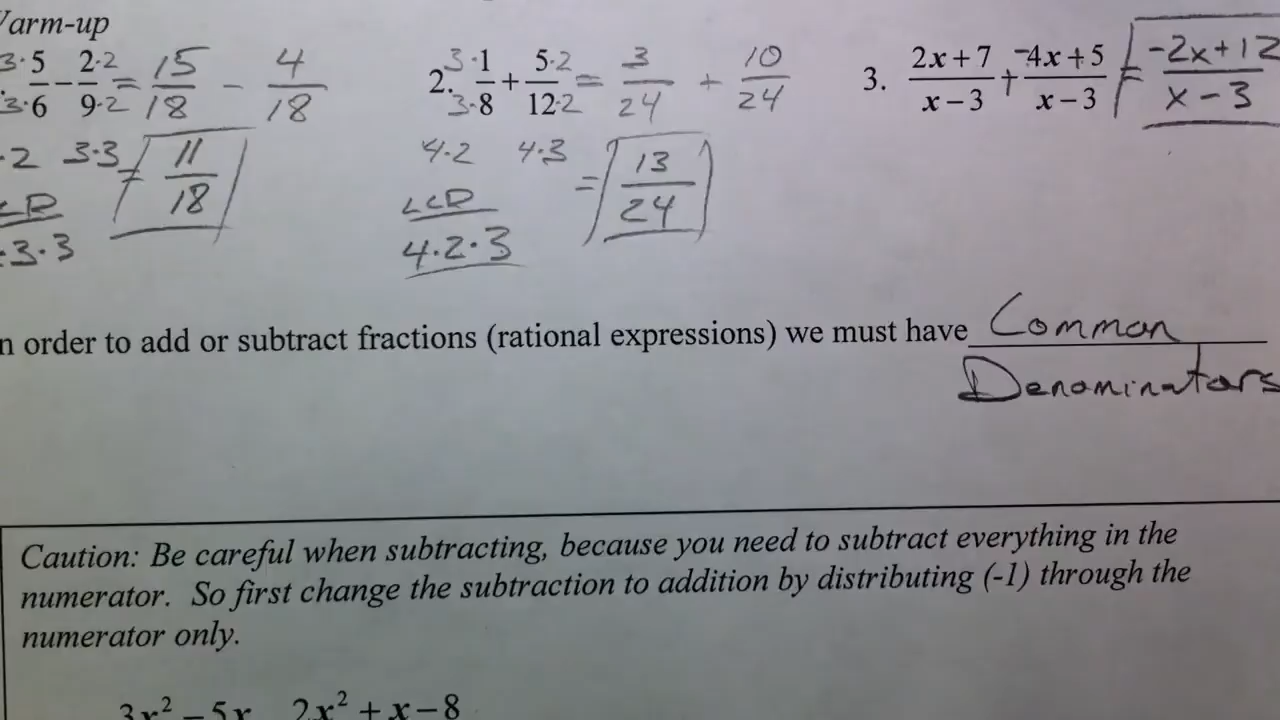 Warm-up
3·5/3·6 − 2·2/9·2 = 15/18 − 4/18
·2 3·3 = 11/18
LCD
·3·3
2. 3·1/3·8 + 5·2/12·2 = 3/24 + 10/24
4·2 4·3 = 13/24
LCD
4·2·3
3. 2x+7/x−3 + −4x+5/x−3 = −2x+12/x−3
n order to add or subtract fractions (rational expressions) we must have Common
Denominators
Caution: Be careful when subtracting, because you need to subtract everything in the
numerator. So first change the subtraction to addition by distributing (-1) through the
numerator only.
3x² − 5x 2x² + x − 8